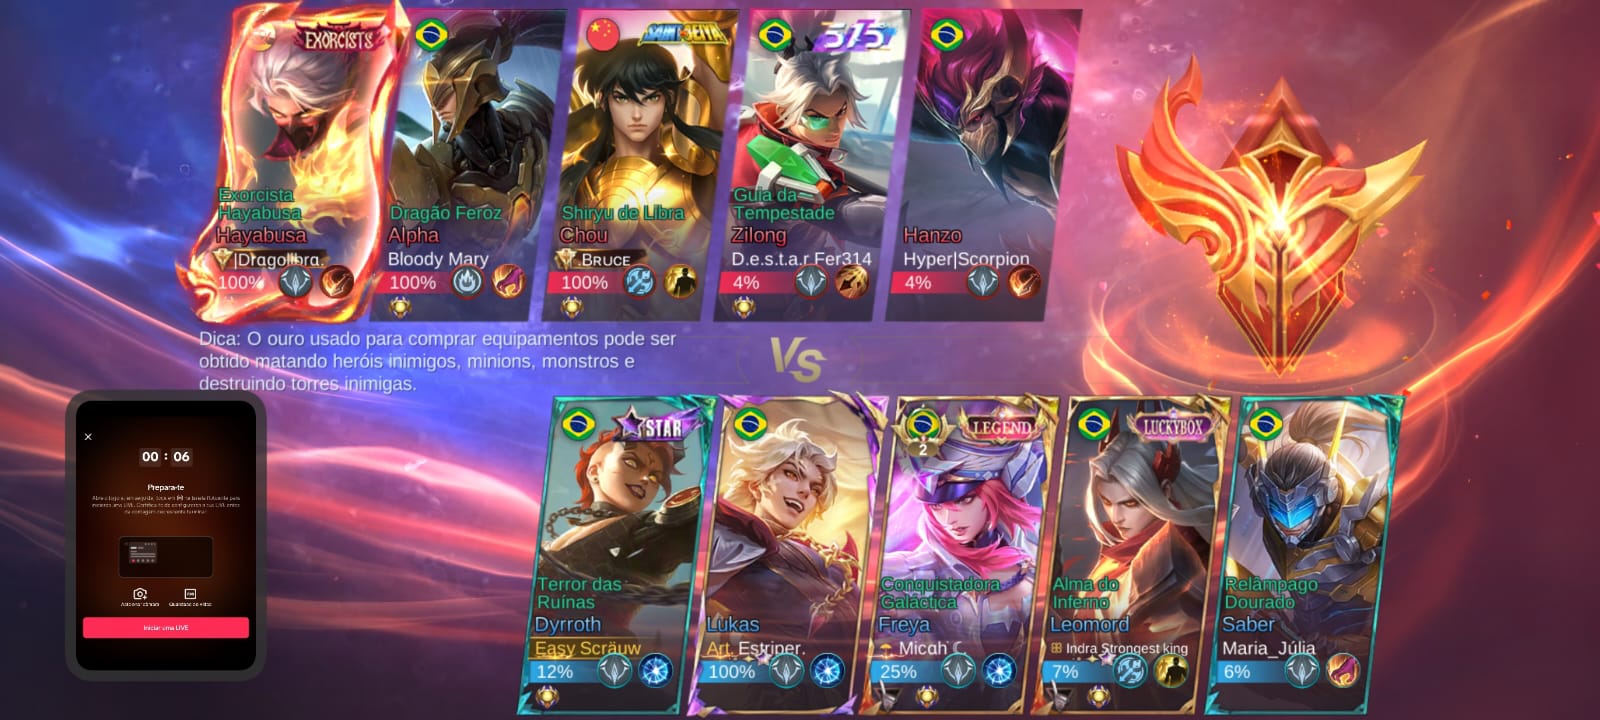 EXORCISTS
Exorcista
Hayabusa
Hayabusa
|Dragolibra.
100%
Dragão Feroz
Alpha
Bloody Mary
100%
SAINT SEIYA
Shiryu de Libra
Chou
BRUCE
100%
515
Guia da
Tempestade
Zilong
D.e.s.t.a.r Fer314
4%
Hanzo
Hyper|Scorpion
4%
Dica: O ouro usado para comprar equipamentos pode ser
obtido matando heróis inimigos, minions, monstros e
destruindo torres inimigas.
VS
00 : 06
Prepara-te
Iniciar uma LIVE
STAR
Terror das
Ruínas
Dyrroth
Easy Scräuw
12%
Lukas
Art. Estriper.
100%
2
LEGEND
Conquistadora
Galáctica
Freya
Micah C.
25%
LUCKYBOX
Alma do
Inferno
Leomord
Indra Strongest king
7%
Relâmpago
Dourado
Saber
Maria_Júlia
6%